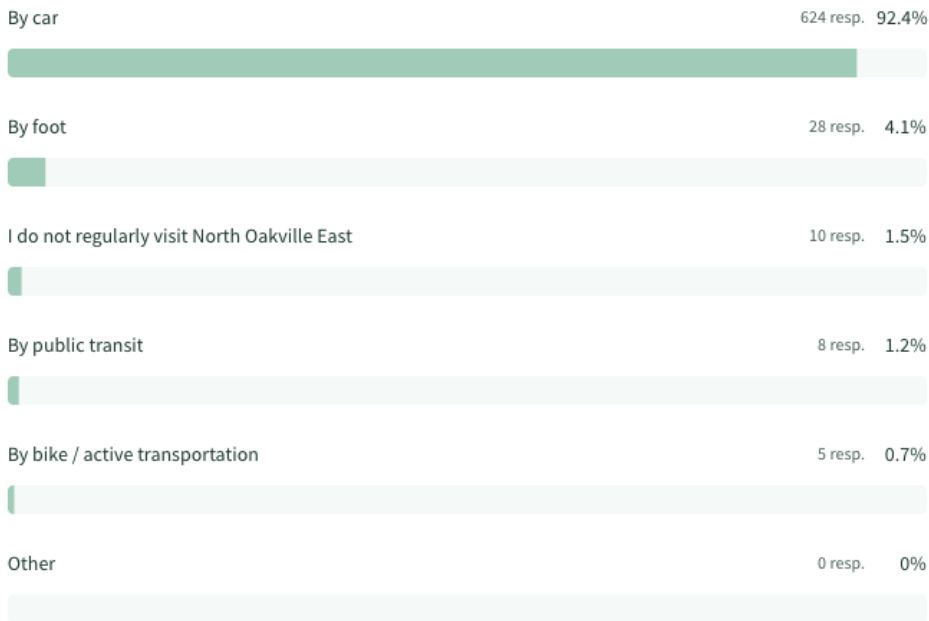 By car 624 resp. 92.4%
By foot 28 resp. 4.1%
I do not regularly visit North Oakville East 10 resp. 1.5%
By public transit 8 resp. 1.2%
By bike / active transportation 5 resp. 0.7%
Other 0 resp. 0%